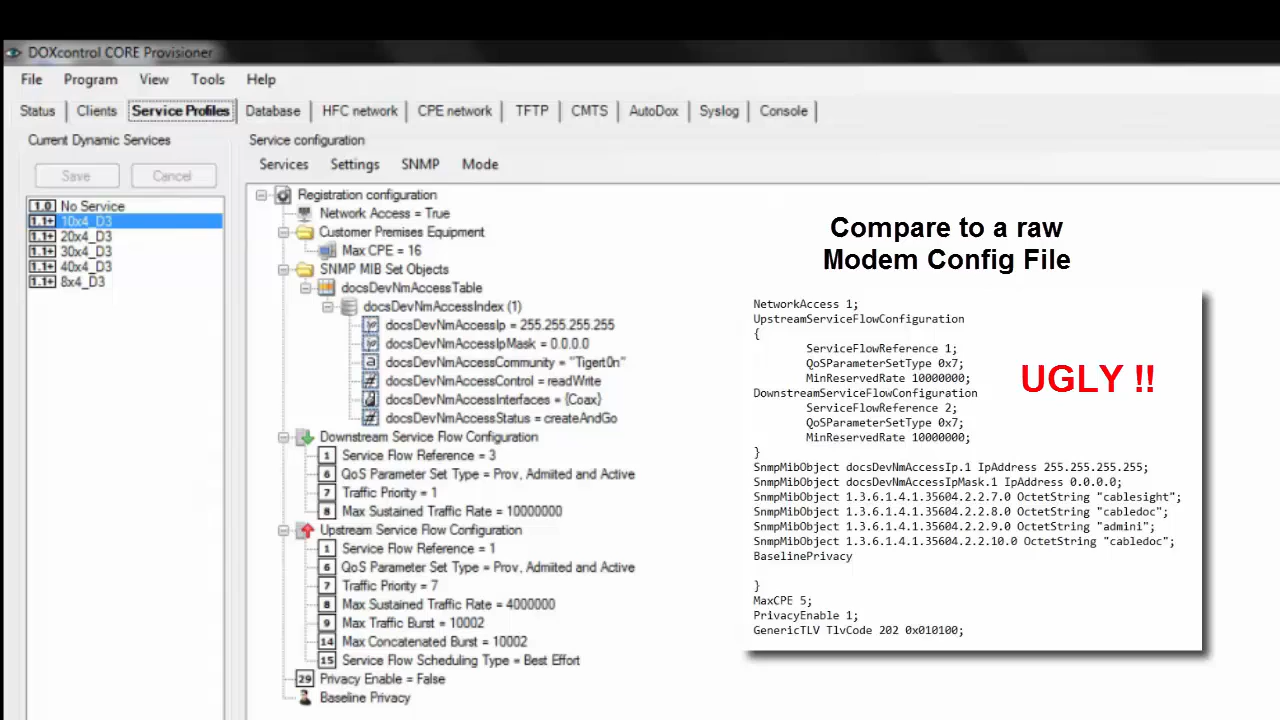 DOXcontrol CORE Provisioner
File Program View Tools Help
Status Clients Service Profiles Database HFC network CPE network TFTP CMTS AutoDox Syslog Console
Current Dynamic Services
Save Cancel
1.0 No Service
1.1+ 10x4_D3
1.1+ 20x4_D3
1.1+ 30x4_D3
1.1+ 40x4_D3
1.1+ 8x4_D3
Service configuration
Services Settings SNMP Mode
Registration configuration
Network Access = True
Customer Premises Equipment
Max CPE = 16
SNMP MIB Set Objects
docsDevNmAccessTable
docsDevNmAccessIndex (1)
docsDevNmAccessIp = 255.255.255.255
docsDevNmAccessIpMask = 0.0.0.0
docsDevNmAccessCommunity = "Tigert0n"
docsDevNmAccessControl = readWrite
docsDevNmAccessInterfaces = {Coax}
docsDevNmAccessStatus = createAndGo
Downstream Service Flow Configuration
1 Service Flow Reference = 3
6 QoS Parameter Set Type = Prov, Admited and Active
7 Traffic Priority = 1
8 Max Sustained Traffic Rate = 10000000
Upstream Service Flow Configuration
1 Service Flow Reference = 1
6 QoS Parameter Set Type = Prov, Admited and Active
7 Traffic Priority = 7
8 Max Sustained Traffic Rate = 4000000
9 Max Traffic Burst = 10002
14 Max Concatenated Burst = 10002
15 Service Flow Scheduling Type = Best Effort
29 Privacy Enable = False
Baseline Privacy
Compare to a raw
Modem Config File
NetworkAccess 1;
UpstreamServiceFlowConfiguration
{
ServiceFlowReference 1;
QoSParameterSetType 0x7;
MinReservedRate 10000000;
DownstreamServiceFlowConfiguration
ServiceFlowReference 2;
QoSParameterSetType 0x7;
MinReservedRate 10000000;
}
SnmpMibObject docsDevNmAccessIp.1 IpAddress 255.255.255.255;
SnmpMibObject docsDevNmAccessIpMask.1 IpAddress 0.0.0.0;
SnmpMibObject 1.3.6.1.4.1.35604.2.2.7.0 OctetString "cablesight";
SnmpMibObject 1.3.6.1.4.1.35604.2.2.8.0 OctetString "cabledoc";
SnmpMibObject 1.3.6.1.4.1.35604.2.2.9.0 OctetString "admini";
SnmpMibObject 1.3.6.1.4.1.35604.2.2.10.0 OctetString "cabledoc";
BaselinePrivacy
}
MaxCPE 5;
PrivacyEnable 1;
GenericTLV TlvCode 202 0x010100;
UGLY !!